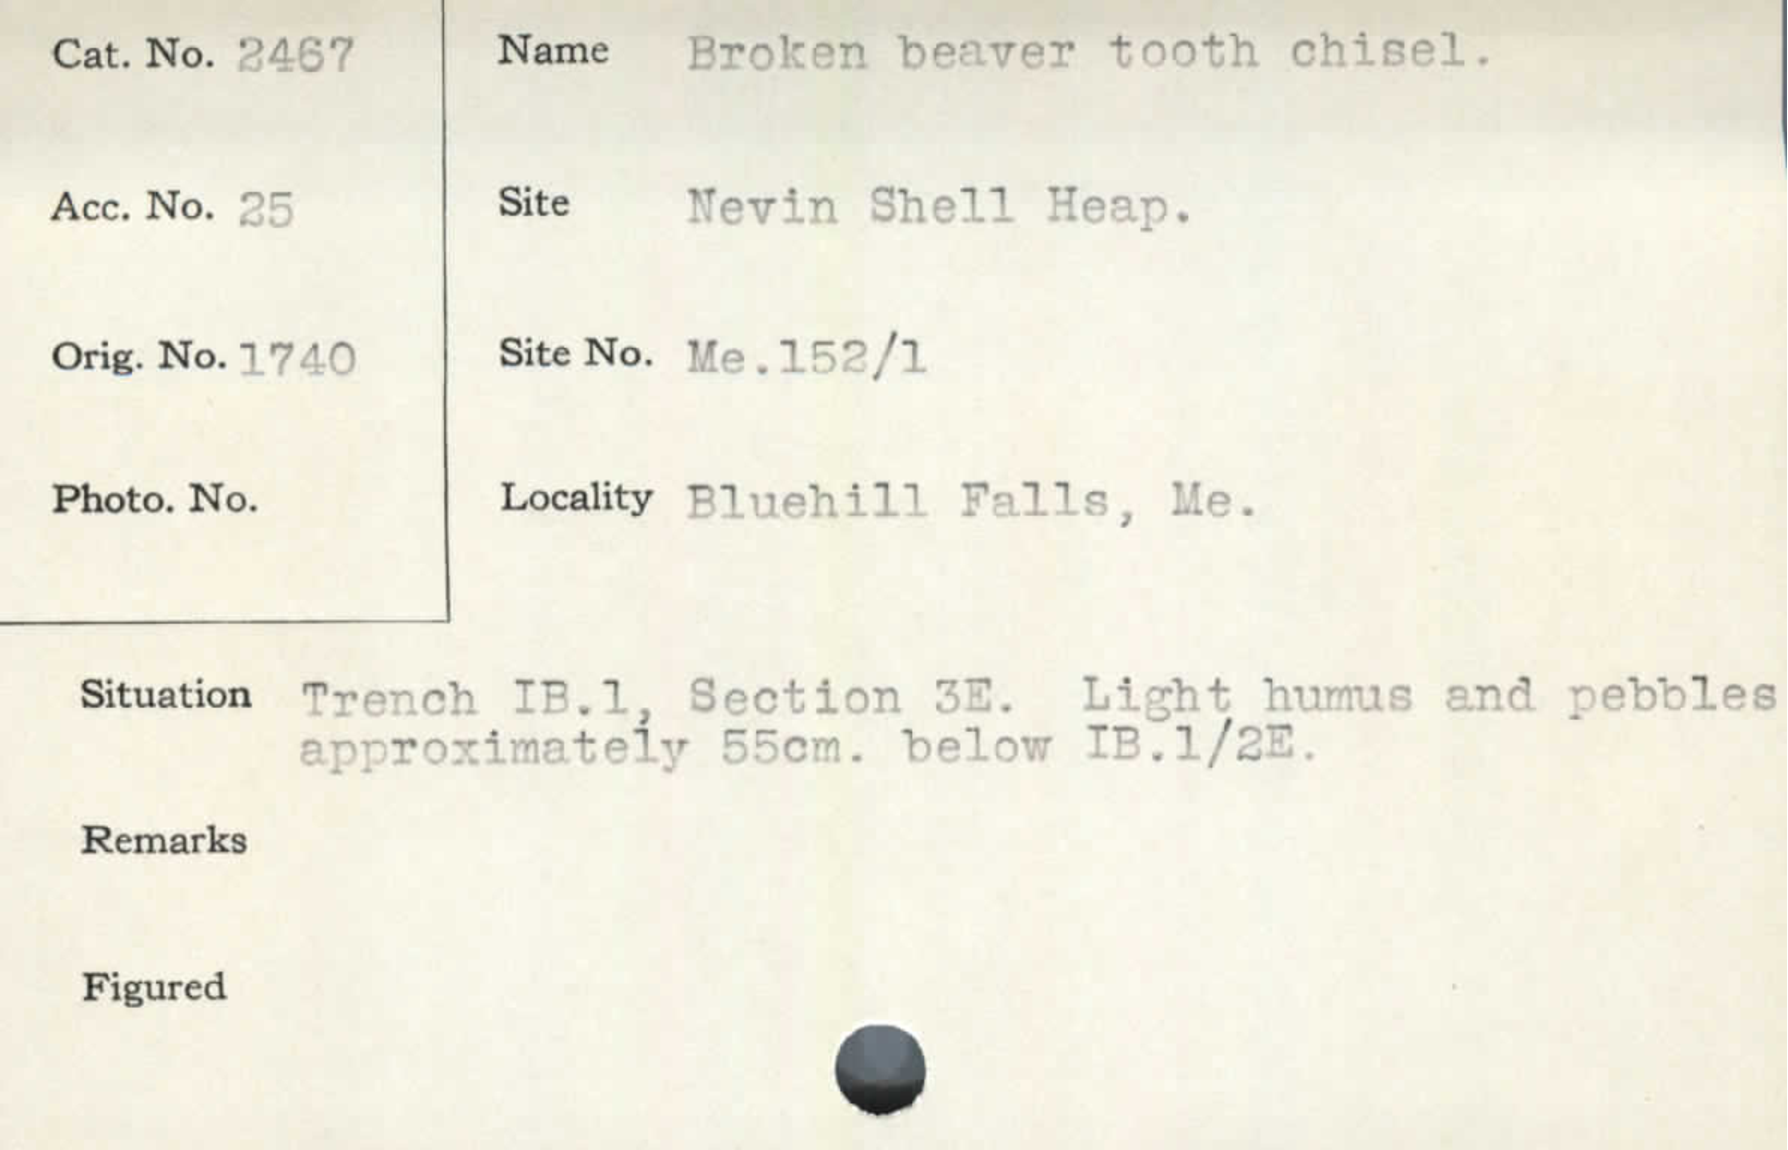 Cat. No. 2467
Name Broken beaver tooth chisel.
Acc. No. 25
Site Nevin Shell Heap.
Orig. No. 1740
Site No. Me.152/1
Photo. No.
Locality Bluehill Falls, Me.
Situation Trench IB.1, Section 3E. Light humus and pebbles
approximately 55cm. below IB.1/2E.
Remarks
Figured